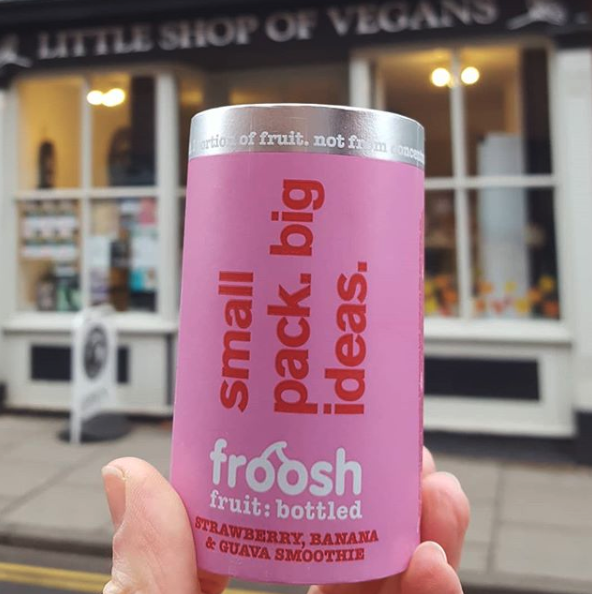 LITTLE SHOP OF VEGANS
portion of fruit. not from concen
small
pack. big
ideas.
froosh
fruit: bottled
STRAWBERRY, BANANA
& GUAVA SMOOTHIE